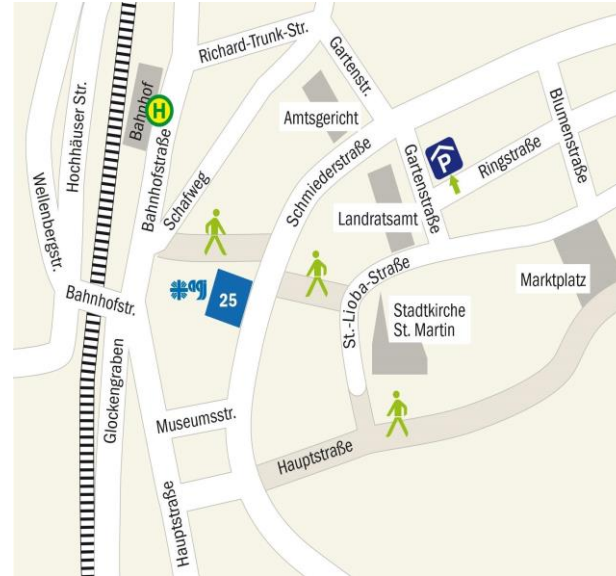 Richard-Trunk-Str.
Gartenstr.
Bahnhof
H
Amtsgericht
Blumenstraße
Hochhäuser Str.
Wellenbergstr.
Bahnhofstraße
Schafweg
Schmiederstraße
Gartenstraße
P
Ringstraße
Landratsamt
St.-Lioba-Straße
Marktplatz
agj
25
Bahnhofstr.
Stadtkirche
St. Martin
Glockengraben
Museumsstr.
Hauptstraße
Hauptstraße